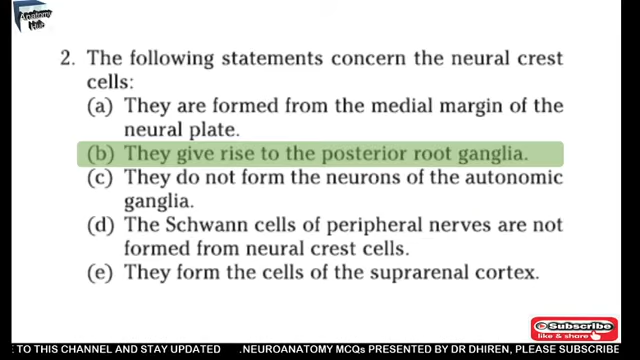 Anatomy
Hub
2. The following statements concern the neural crest
cells:
(a) They are formed from the medial margin of the
neural plate.
(b) They give rise to the posterior root ganglia.
(c) They do not form the neurons of the autonomic
ganglia.
(d) The Schwann cells of peripheral nerves are not
formed from neural crest cells.
(e) They form the cells of the suprarenal cortex.
Subscribe
like & share
E TO THIS CHANNEL AND STAY UPDATED .NEUROANATOMY MCQs PRESENTED BY DR DHIREN, PLEASE SUBSCRIBE